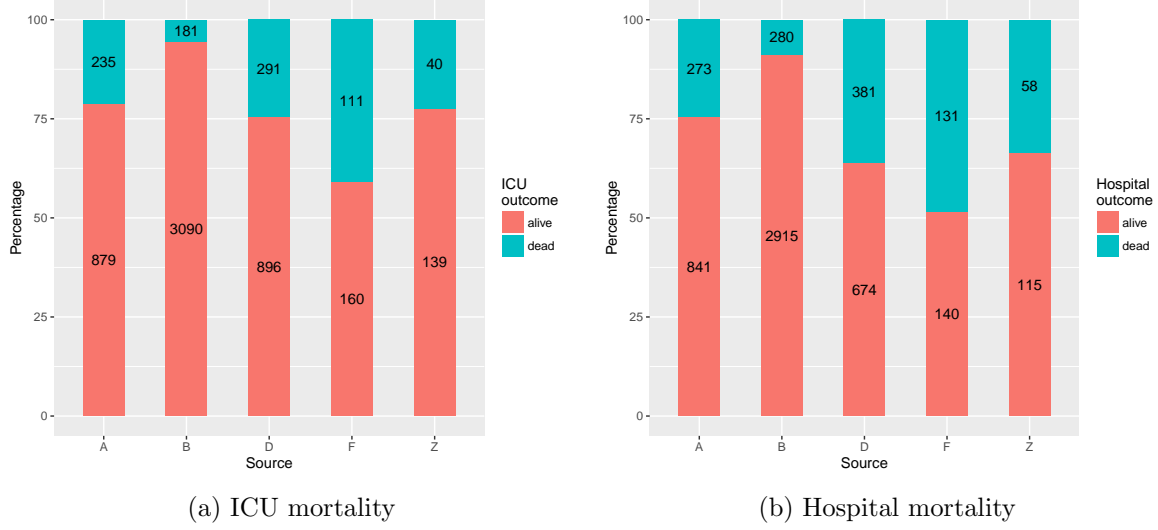 100
75
50
25
0
Percentage
235
181
291
111
40
879
3090
896
160
139
A B D F Z
Source
ICU
outcome
alive
dead
(a) ICU mortality
100
75
50
25
0
Percentage
273
280
381
131
58
841
2915
674
140
115
A B D F Z
Source
Hospital
outcome
alive
dead
(b) Hospital mortality